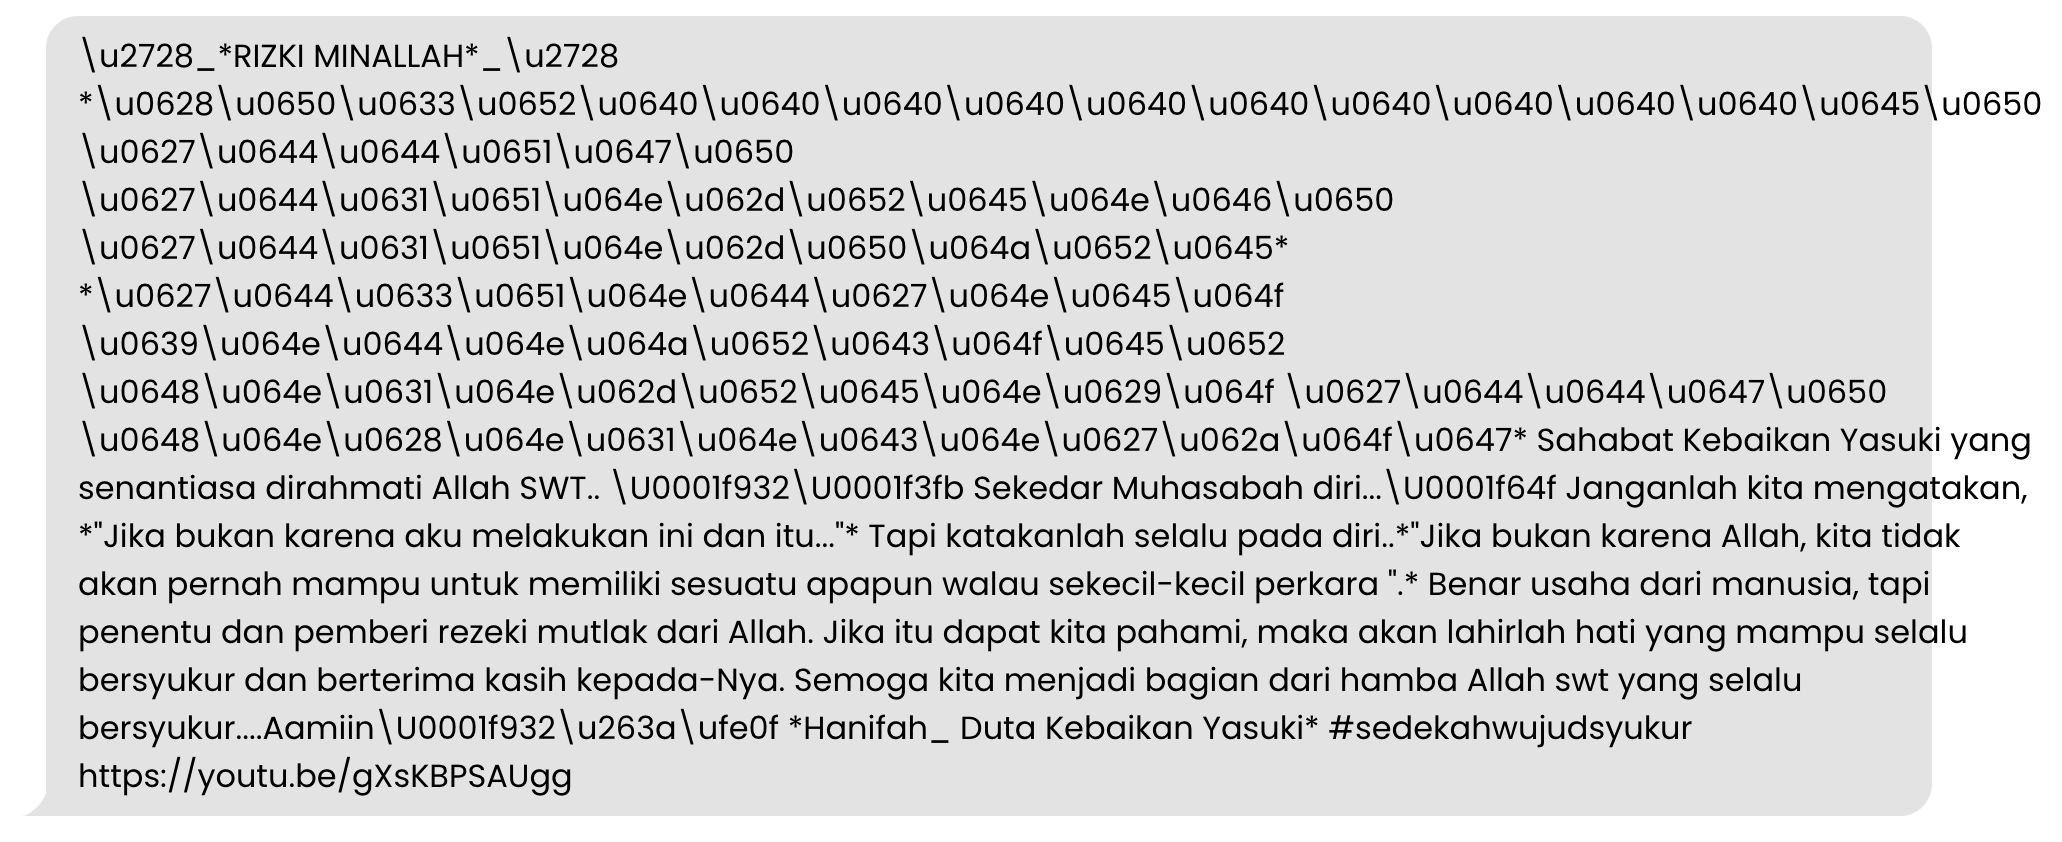 \u2728_*RIZKI MINALLAH*_\u2728
*\u0628\u0650\u0633\u0652\u0640\u0640\u0640\u0640\u0640\u0640\u0640\u0640\u0640\u0640\u0645\u0650
\u0627\u0644\u0644\u0651\u0647\u0650
\u0627\u0644\u0631\u0651\u064e\u062d\u0652\u0645\u064e\u0646\u0650
\u0627\u0644\u0631\u0651\u064e\u062d\u0650\u064a\u0652\u0645*
*\u0627\u0644\u0633\u0651\u064e\u0644\u0627\u064e\u0645\u064f
\u0639\u064e\u0644\u064e\u064a\u0652\u0643\u064f\u0645\u0652
\u0648\u064e\u0631\u064e\u062d\u0652\u0645\u064e\u0629\u064f \u0627\u0644\u0644\u0647\u0650
\u0648\u064e\u0628\u064e\u0631\u064e\u0643\u064e\u0627\u062a\u064f\u0647* Sahabat Kebaikan Yasuki yang
senantiasa dirahmati Allah SWT.. \U0001f932\U0001f3fb Sekedar Muhasabah diri...\U0001f64f Janganlah kita mengatakan,
*"Jika bukan karena aku melakukan ini dan itu..."* Tapi katakanlah selalu pada diri..*"Jika bukan karena Allah, kita tidak
akan pernah mampu untuk memiliki sesuatu apapun walau sekecil-kecil perkara ".* Benar usaha dari manusia, tapi
penentu dan pemberi rezeki mutlak dari Allah. Jika itu dapat kita pahami, maka akan lahirlah hati yang mampu selalu
bersyukur dan berterima kasih kepada-Nya. Semoga kita menjadi bagian dari hamba Allah swt yang selalu
bersyukur....Aamiin\U0001f932\u263a\ufe0f *Hanifah_ Duta Kebaikan Yasuki* #sedekahwujudsyukur
https://youtu.be/gXsKBPSAUgg